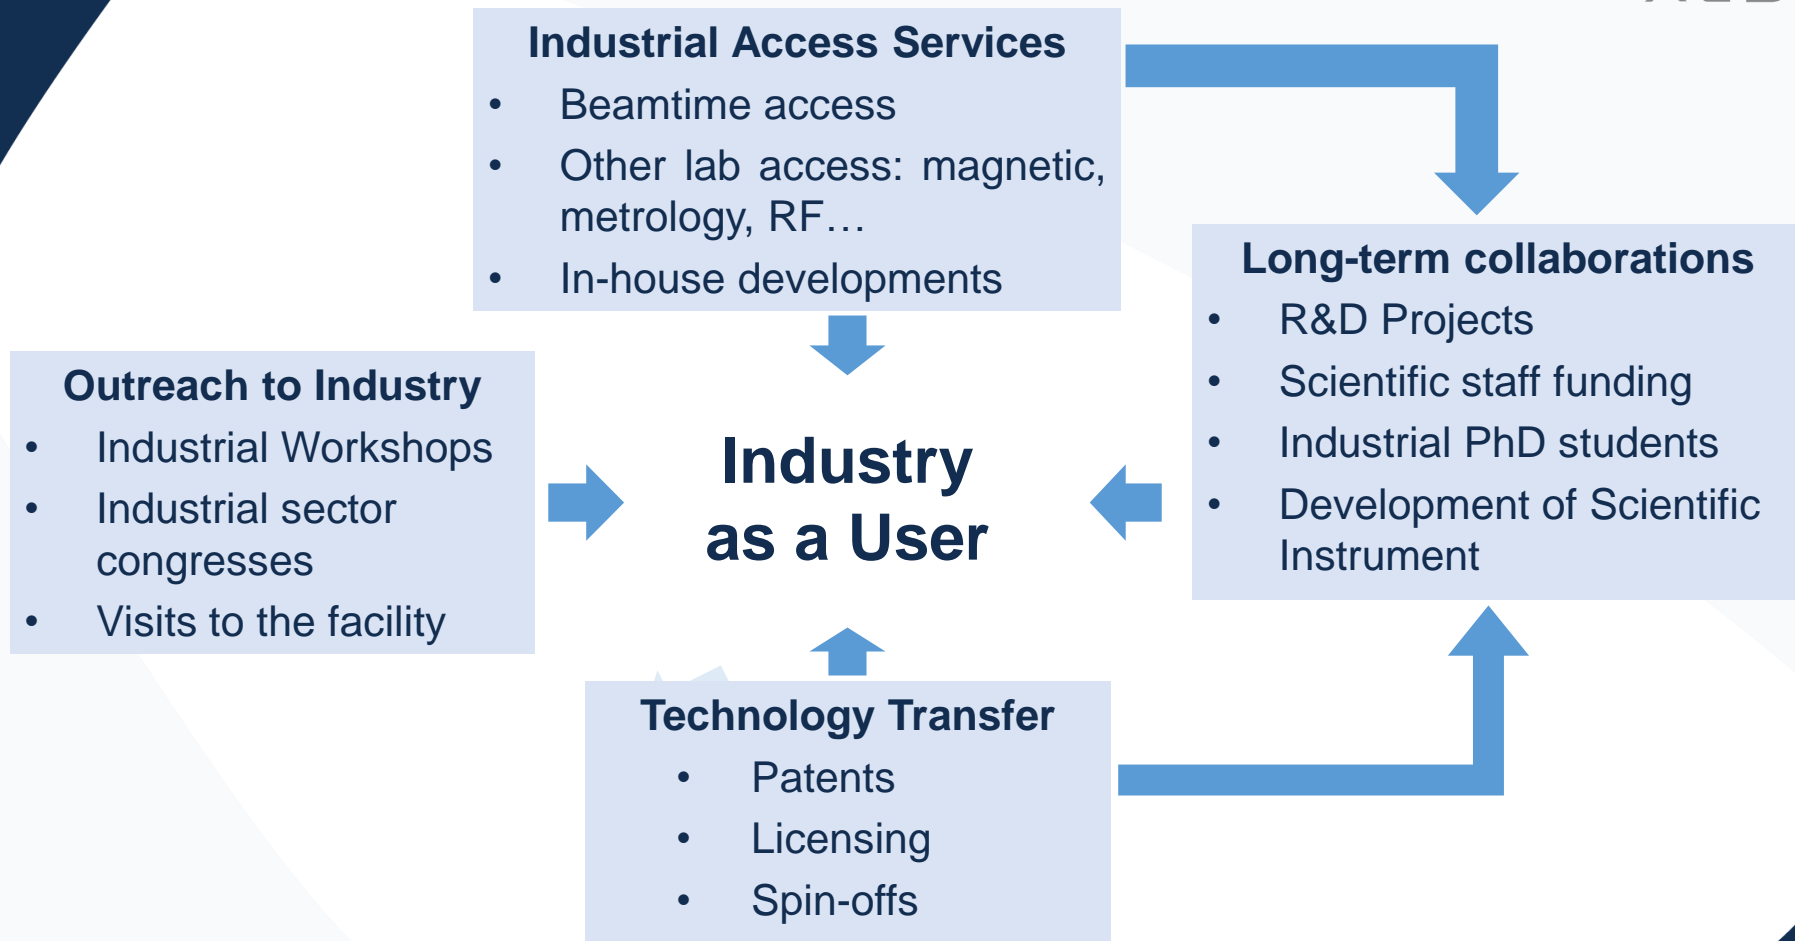 Industrial Access Services
• Beamtime access
• Other lab access: magnetic,
metrology, RF…
• In-house developments
Long-term collaborations
• R&D Projects
• Scientific staff funding
• Industrial PhD students
• Development of Scientific
Instrument
Outreach to Industry
• Industrial Workshops
• Industrial sector
congresses
• Visits to the facility
Industry
as a User
Technology Transfer
• Patents
• Licensing
• Spin-offs